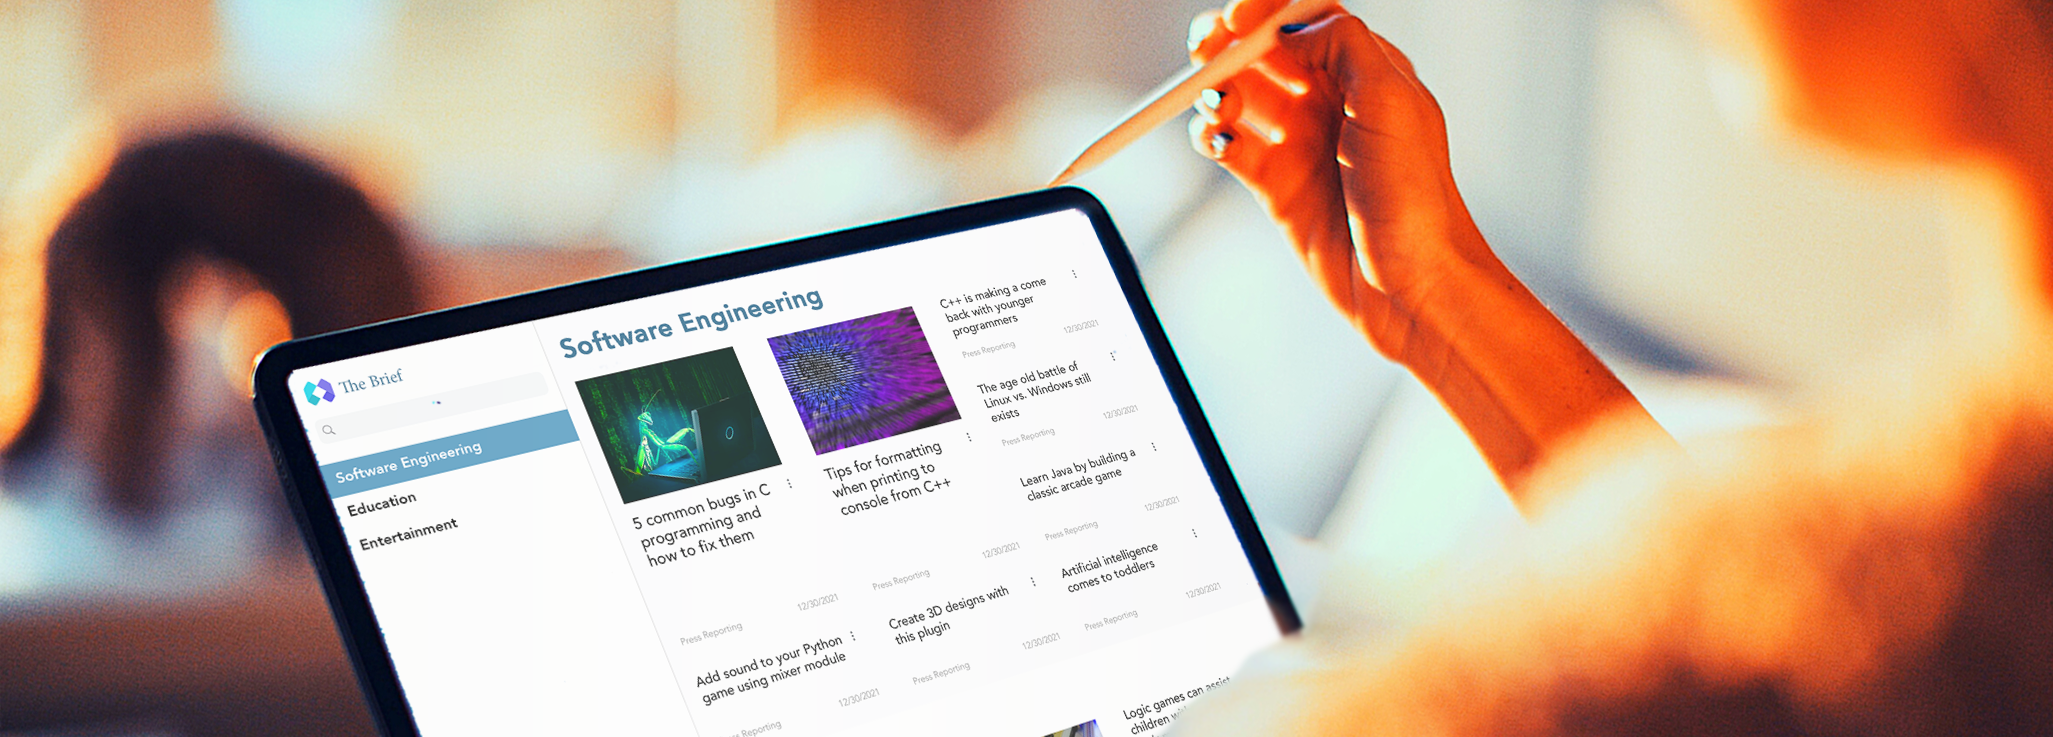 The Brief
Software Engineering
Education
Entertainment
Software Engineering
5 common bugs in C
programming and
how to fix them
Press Reporting
12/30/2021
Tips for formatting
when printing to
console from C++
Press Reporting
12/30/2021
C++ is making a come
back with younger
programmers
Press Reporting
12/30/2021
The age old battle of
Linux vs. Windows still
exists
Press Reporting
12/30/2021
Learn Java by building a
classic arcade game
Press Reporting
12/30/2021
Add sound to your Python
game using mixer module
Reporting
12/30/2021
Create 3D designs with
this plugin
Press Reporting
12/30/2021
Artificial intelligence
comes to toddlers
Press Reporting
12/30/2021
Logic games can assist
children